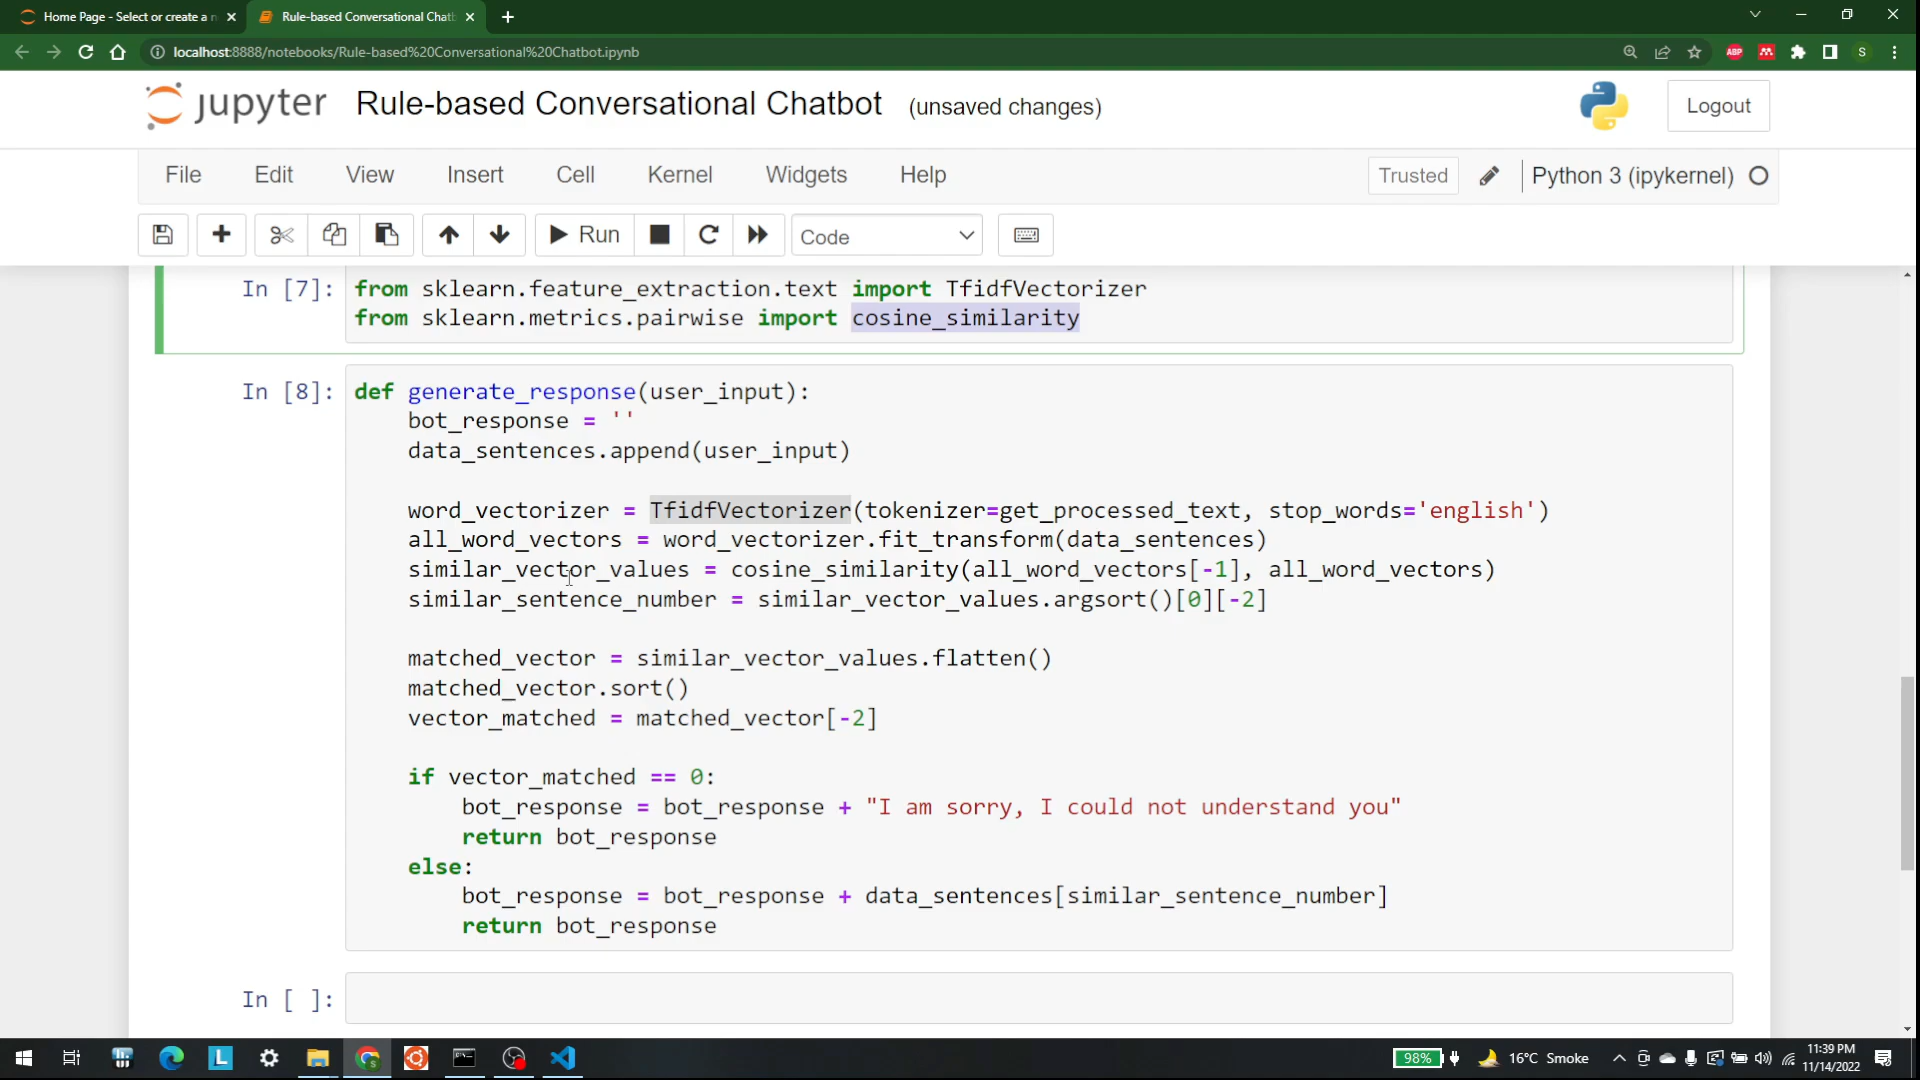 Home Page - Select or create a n
Rule-based Conversational Chatb
localhost:8888/notebooks/Rule-based%20Conversational%20Chatbot.ipynb
ABP
S
jupyter Rule-based Conversational Chatbot (unsaved changes)
Logout
File Edit View Insert Cell Kernel Widgets Help
Trusted Python 3 (ipykernel)
Run Code
In [7]: from sklearn.feature_extraction.text import TfidfVectorizer
from sklearn.metrics.pairwise import cosine_similarity
In [8]: def generate_response(user_input):
bot_response = ''
data_sentences.append(user_input)
word_vectorizer = TfidfVectorizer(tokenizer=get_processed_text, stop_words='english')
all_word_vectors = word_vectorizer.fit_transform(data_sentences)
similar_vector_values = cosine_similarity(all_word_vectors[-1], all_word_vectors)
similar_sentence_number = similar_vector_values.argsort()[0][-2]
matched_vector = similar_vector_values.flatten()
matched_vector.sort()
vector_matched = matched_vector[-2]
if vector_matched == 0:
bot_response = bot_response + "I am sorry, I could not understand you"
return bot_response
else:
bot_response = bot_response + data_sentences[similar_sentence_number]
return bot_response
In [ ]:
L
98%
16°C Smoke
11:39 PM
11/14/2022